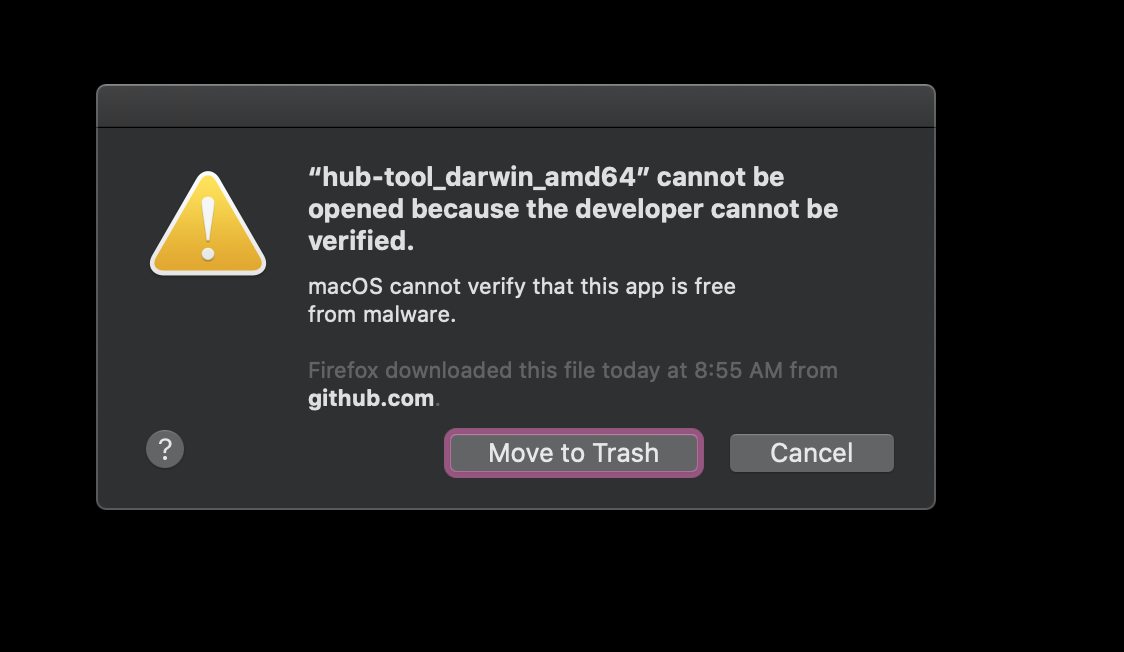 “hub-tool_darwin_amd64” cannot be
opened because the developer cannot be
verified.
macOS cannot verify that this app is free
from malware.
Firefox downloaded this file today at 8:55 AM from
github.com.
?
Move to Trash
Cancel